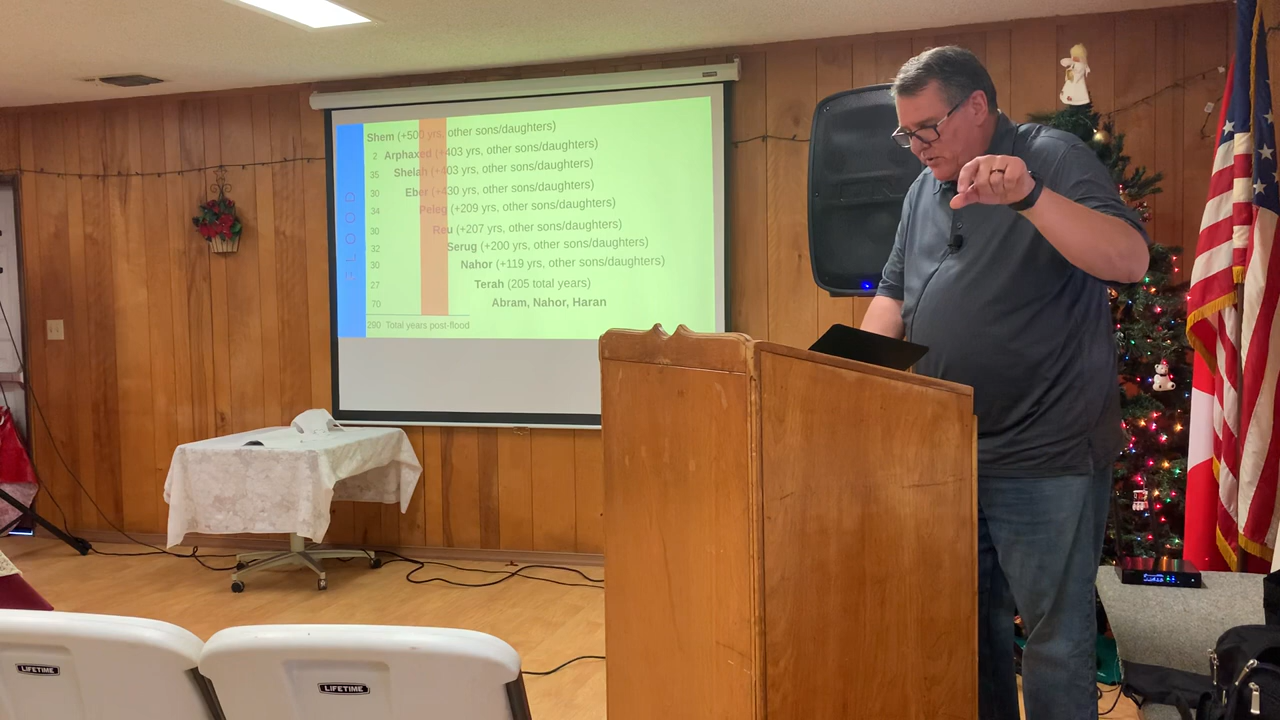 FLOOD
Shem (+500 yrs, other sons/daughters)
2 Arphaxed (+403 yrs, other sons/daughters)
35 Shelah (+403 yrs, other sons/daughters)
30 Eber (+430 yrs, other sons/daughters)
34 Peleg (+209 yrs, other sons/daughters)
30 Reu (+207 yrs, other sons/daughters)
32 Serug (+200 yrs, other sons/daughters)
30 Nahor (+119 yrs, other sons/daughters)
27 Terah (205 total years)
70 Abram, Nahor, Haran
290 Total years post-flood
LIFETIME
LIFETIME